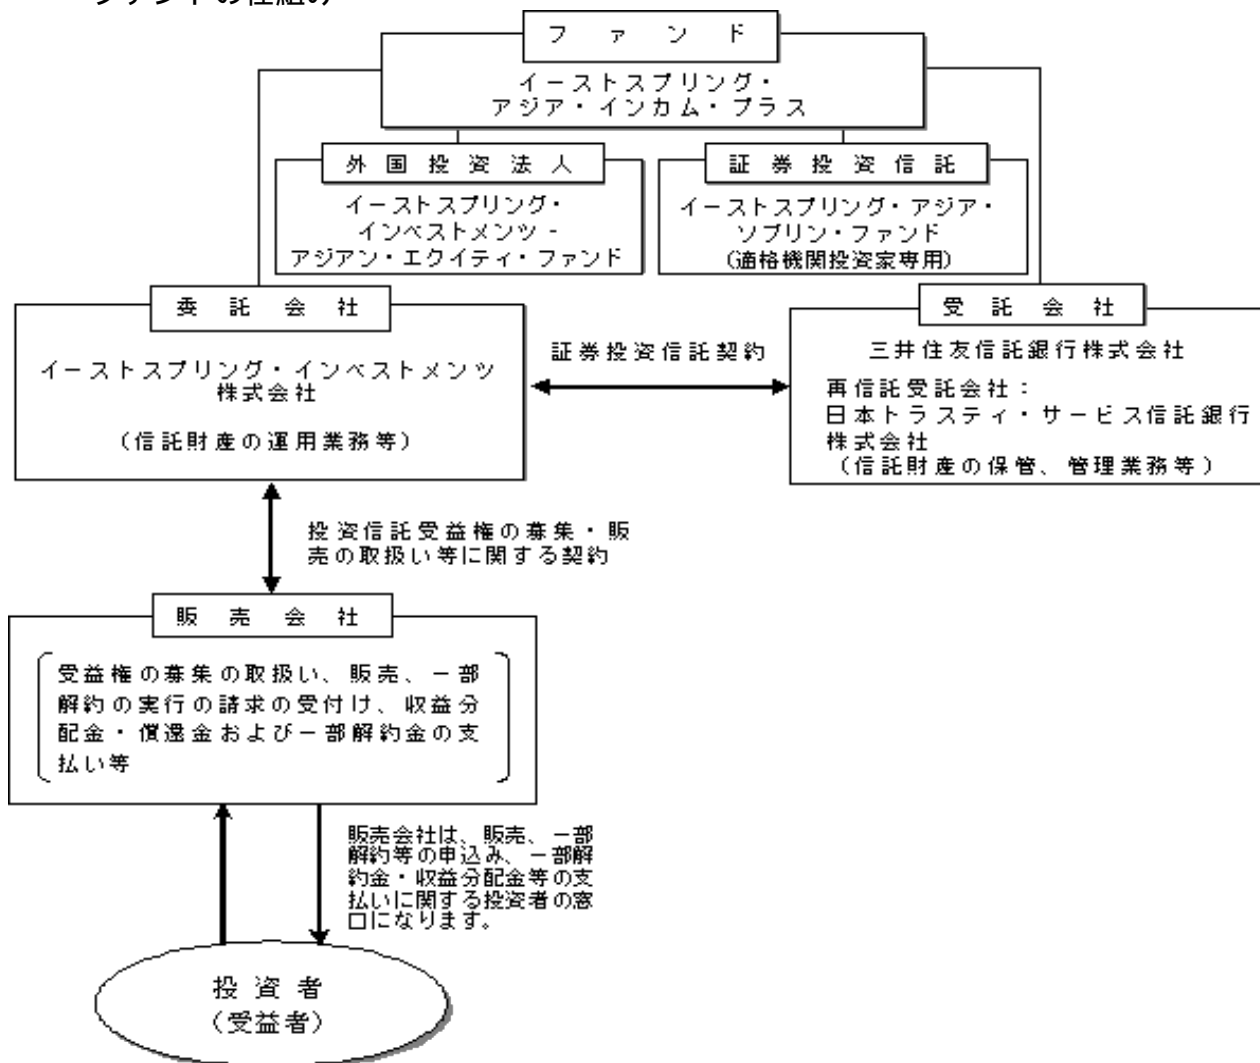 ファンドの仕組み
ファンド
イーストスプリング・
アジア・インカム・プラス
外国投資法人
イーストスプリング・
インベストメンツ -
アジアン・エクイティ・ファンド
証券投資信託
イーストスプリング・アジア・
ソブリン・ファンド
(適格機関投資家専用)
委託会社
イーストスプリング・インベストメンツ
株式会社
(信託財産の運用業務等)
証券投資信託契約
受託会社
三井住友信託銀行株式会社
再信託受託会社：
日本トラスティ・サービス信託銀行
株式会社
(信託財産の保管、管理業務等)
投資信託受益権の募集・販
売の取扱い等に関する契約
販売会社
受益権の募集の取扱い、販売、一部
解約の実行の請求の受付け、収益分
配金・償還金および一部解約金の支
払い等
販売会社は、販売、一部
解約等の申込み、一部解
約金・収益分配金等の支
払いに関する投資者の窓
口になります。
投資者
(受益者)